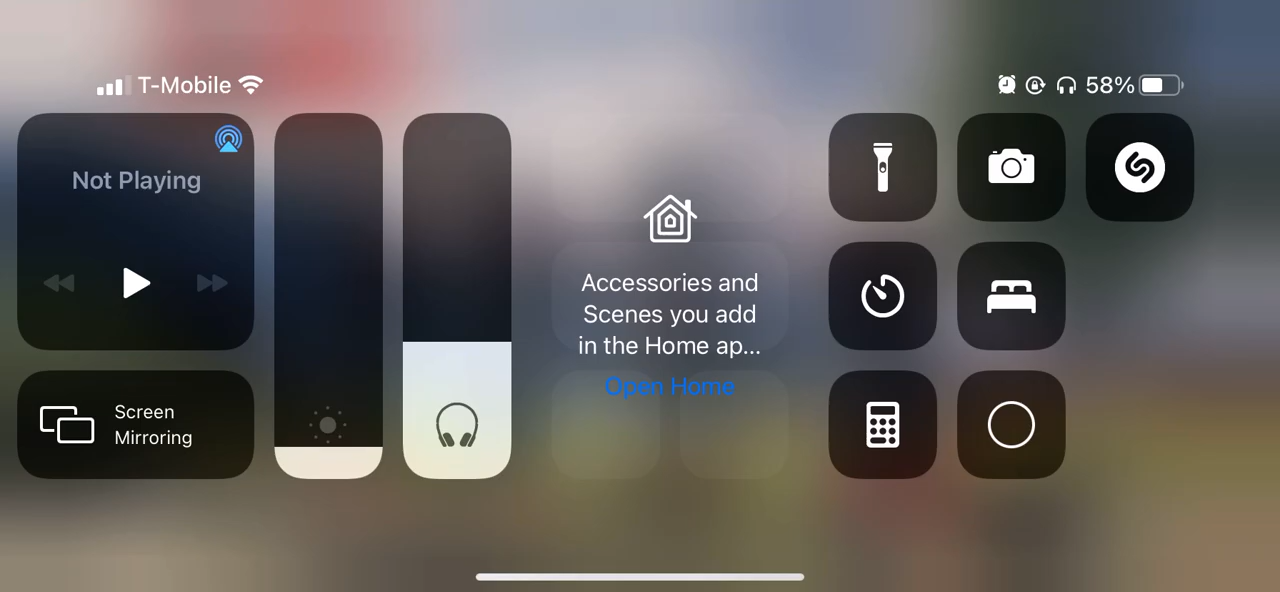 T-Mobile
58%
Not Playing
Screen
Mirroring
Accessories and
Scenes you add
in the Home ap...
Open Home